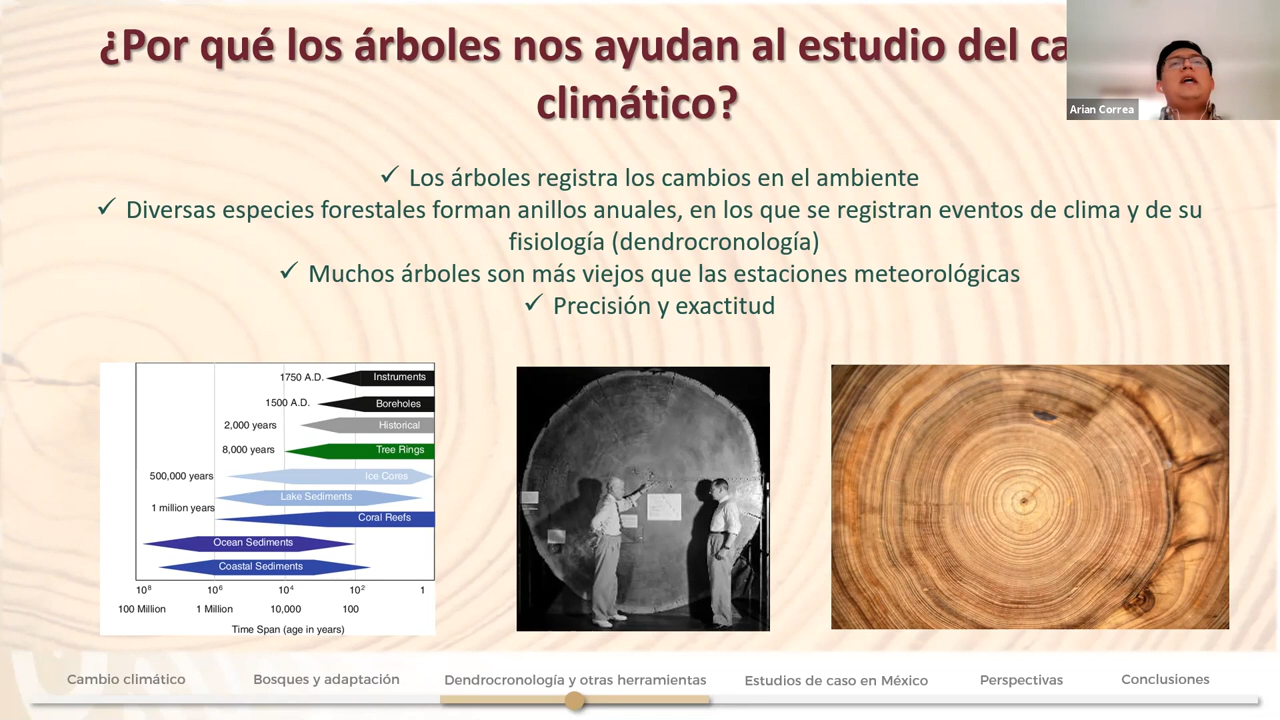 ¿Por qué los árboles nos ayudan al estudio del ca
climático?
Arian Correa
✓ Los árboles registra los cambios en el ambiente
✓ Diversas especies forestales forman anillos anuales, en los que se registran eventos de clima y de su
fisiología (dendrocronología)
✓ Muchos árboles son más viejos que las estaciones meteorológicas
✓ Precisión y exactitud
1750 A.D. Instruments
1500 A.D. Boreholes
2,000 years Historical
8,000 years Tree Rings
500,000 years Ice Cores
Lake Sediments
1 million years
Coral Reefs
Ocean Sediments
Coastal Sediments
10⁸ 10⁶ 10⁴ 10² 1
100 Million 1 Million 10,000 100
Time Span (age in years)
Cambio climático Bosques y adaptación Dendrocronología y otras herramientas Estudios de caso en México Perspectivas Conclusiones